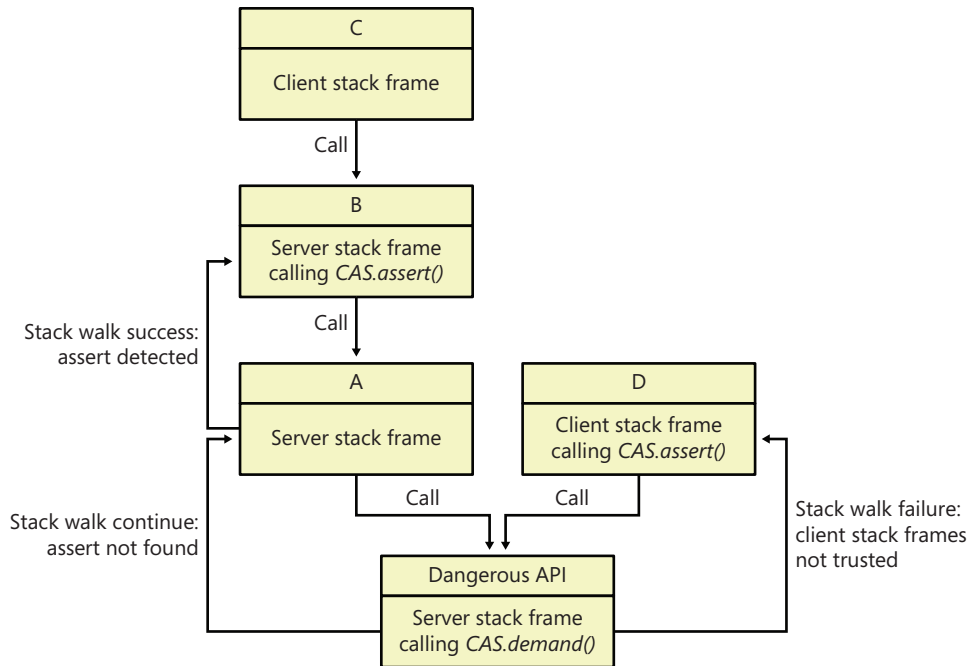 C
Client stack frame
Call
B
Server stack frame
calling CAS.assert()
Call
Stack walk success:
assert detected
A
Server stack frame
D
Client stack frame
calling CAS.assert()
Call
Call
Stack walk continue:
assert not found
Stack walk failure:
client stack frames
not trusted
Dangerous API
Server stack frame
calling CAS.demand()